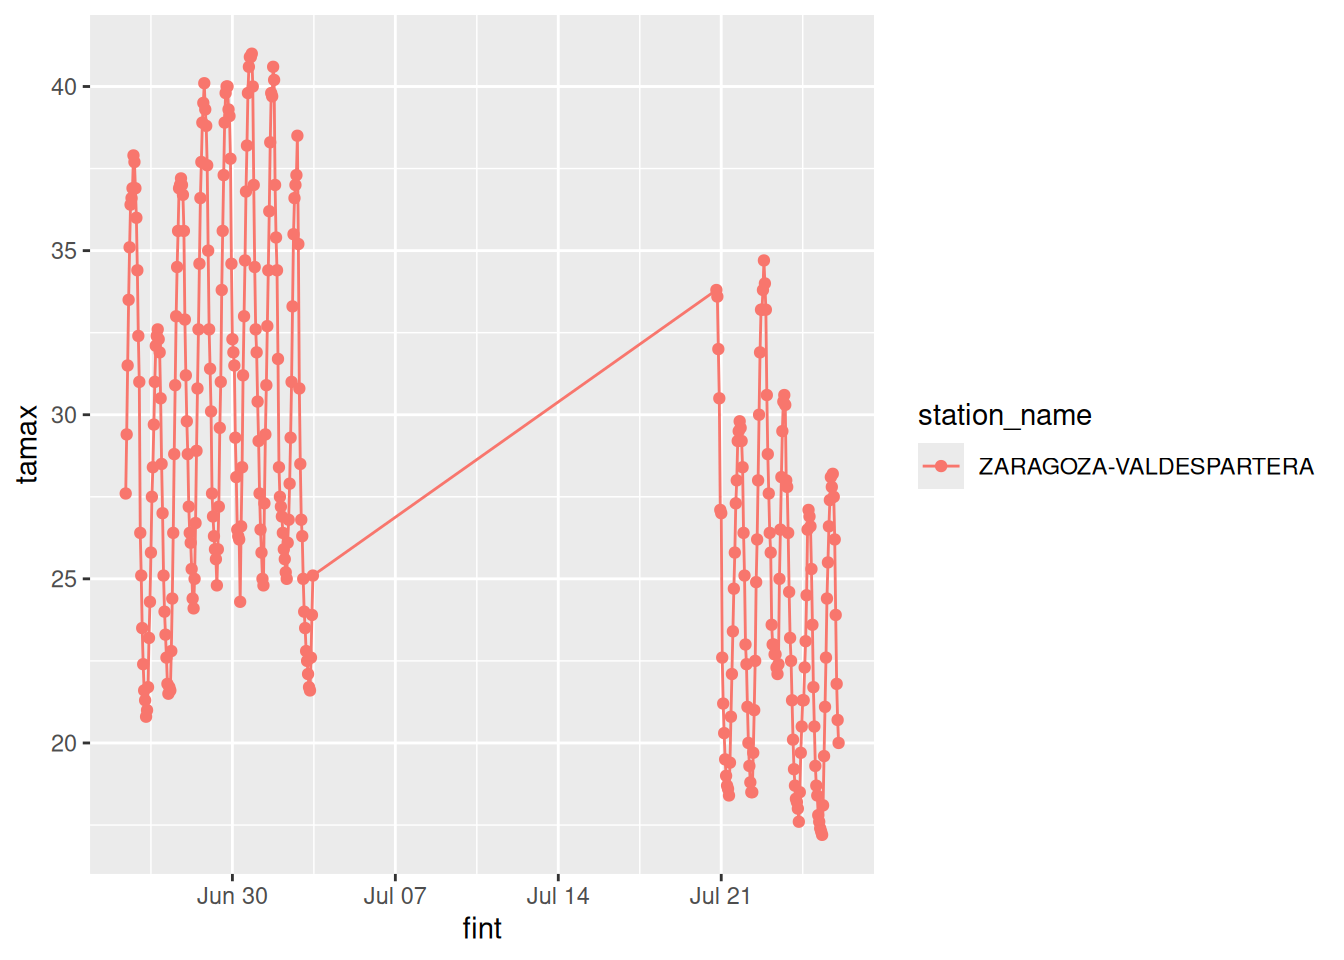 40
35
30
25
20
tamax
Jun 30
Jul 07
Jul 14
Jul 21
fint
station_name
ZARAGOZA-VALDESPARTERA